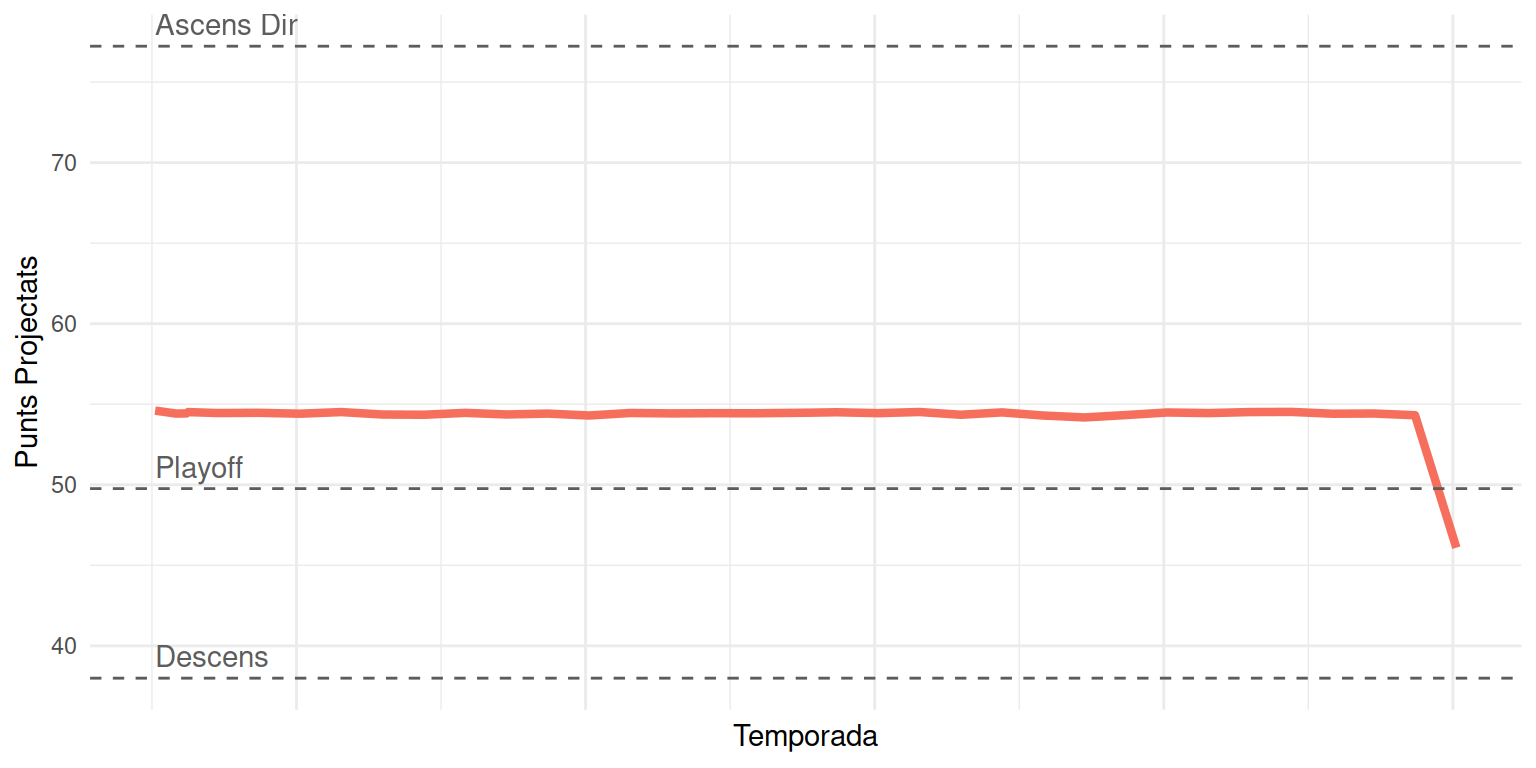 Ascens Dir
70
60
Playoff
50
40
Descens
Punts Projectats
Temporada